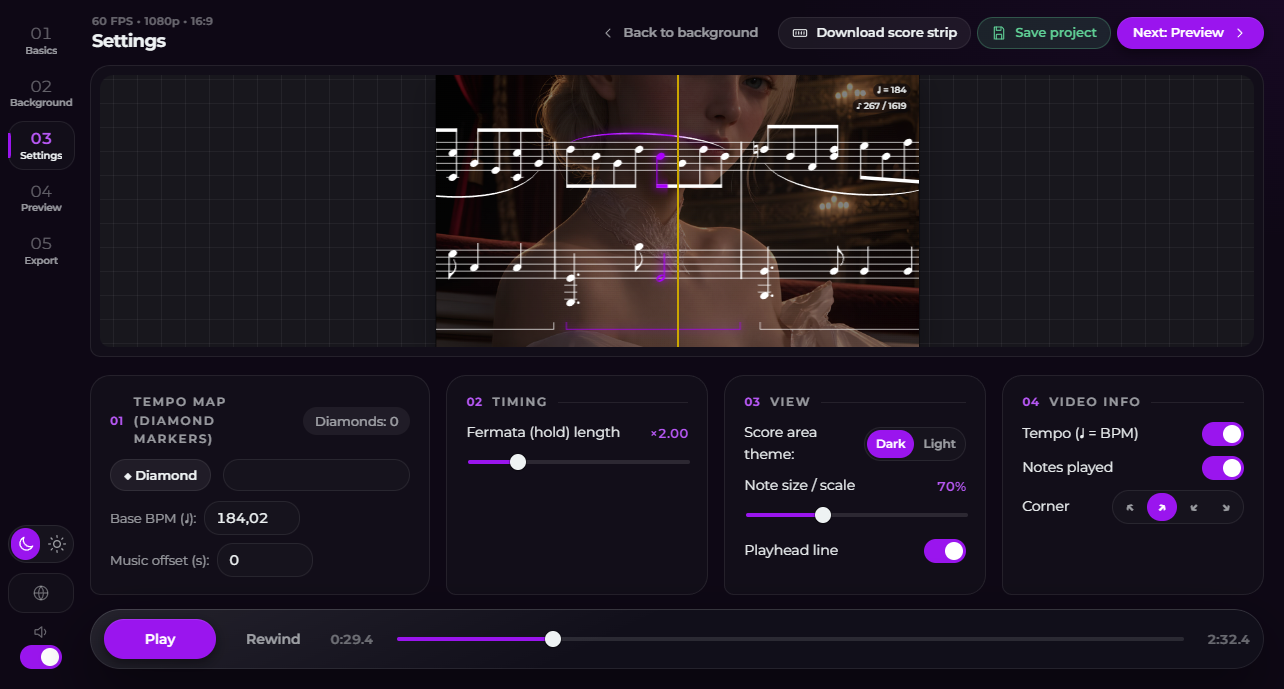 60 FPS • 1080p • 16:9
Settings
Back to background
Download score strip
Save project
Next: Preview
01
Basics
02
Background
03
Settings
04
Preview
05
Export
♩ = 184
♪ 267 / 1619
01 TEMPO MAP
(DIAMOND
MARKERS)
Diamonds: 0
◆ Diamond
Base BPM (♩): 184,02
Music offset (s): 0
02 TIMING
Fermata (hold) length ×2.00
03 VIEW
Score area
theme:
Dark Light
Note size / scale 70%
Playhead line
04 VIDEO INFO
Tempo (♩ = BPM)
Notes played
Corner
Play
Rewind
0:29.4
2:32.4